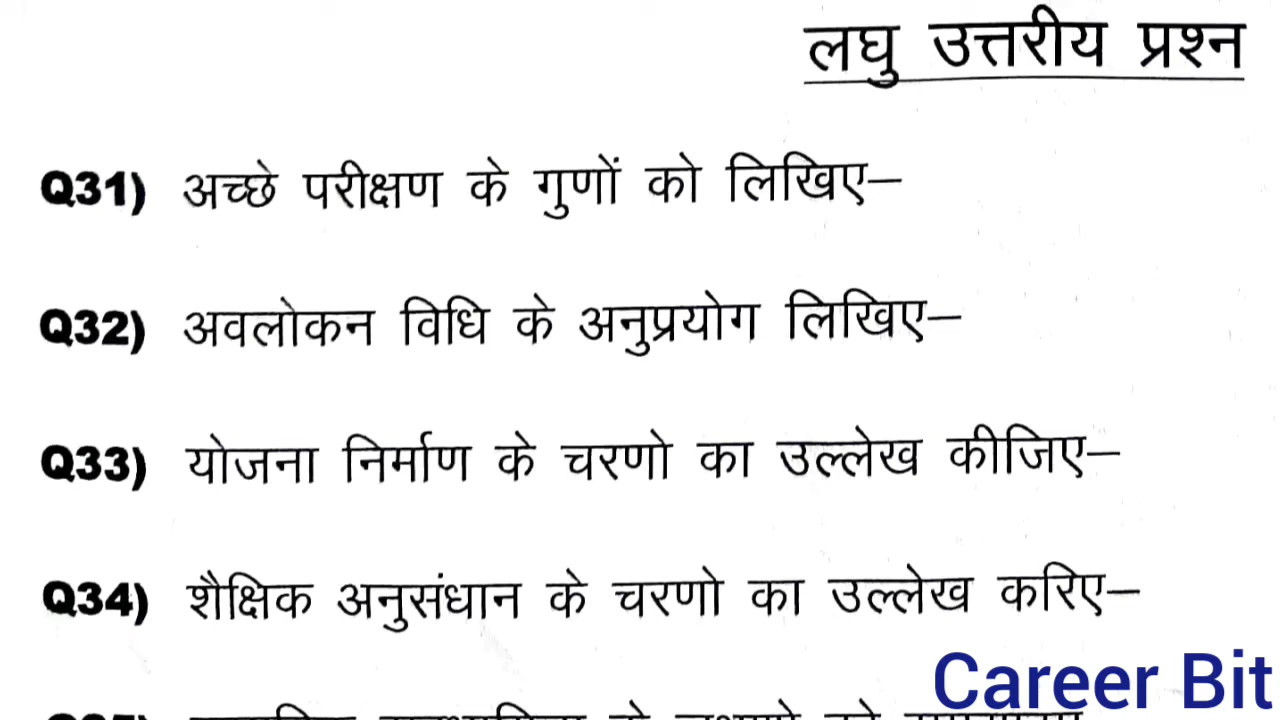 लघु उत्तरीय प्रश्न
Q31) अच्छे परीक्षण के गुणों को लिखिए–
Q32) अवलोकन विधि के अनुप्रयोग लिखिए–
Q33) योजना निर्माण के चरणो का उल्लेख कीजिए–
Q34) शैक्षिक अनुसंधान के चरणो का उल्लेख करिए–
Career Bit